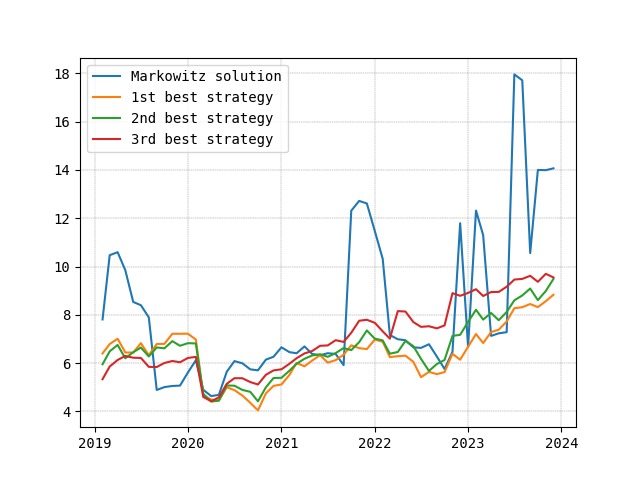 Markowitz solution
1st best strategy
2nd best strategy
3rd best strategy
18
16
14
12
10
8
6
4
2019 2020 2021 2022 2023 2024